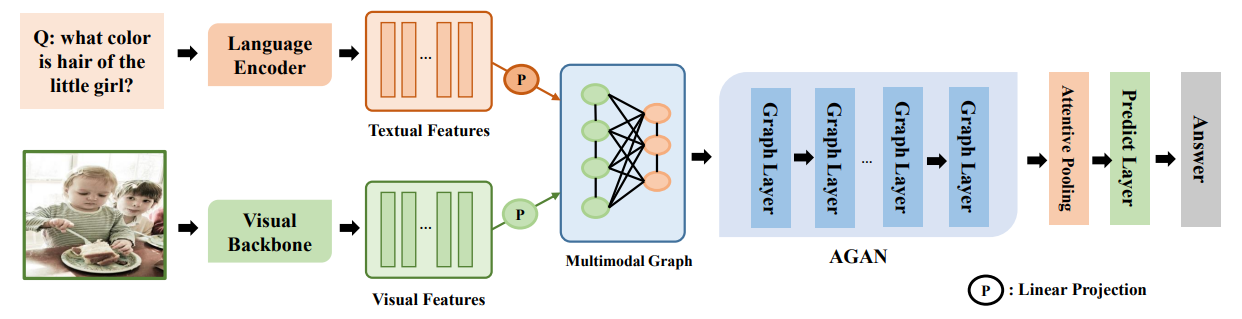 Q: what color
is hair of the
little girl?
Language
Encoder
...
Textual Features
P
Visual
Backbone
...
Visual Features
P
Multimodal Graph
Graph Layer
Graph Layer
...
Graph Layer
Graph Layer
AGAN
Attentive Pooling
Predict Layer
Answer
P : Linear Projection